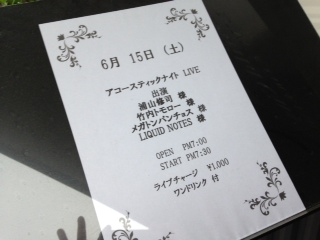 6月 15日 (土)
アコースティックナイト LIVE
出演
浦山修司 様
竹内トモロー 様
メガトンパンチョス 様
LIQUID NOTES 様
OPEN PM7:00
START PM7:30
ライブチャージ ¥1,000
ワンドリンク 付